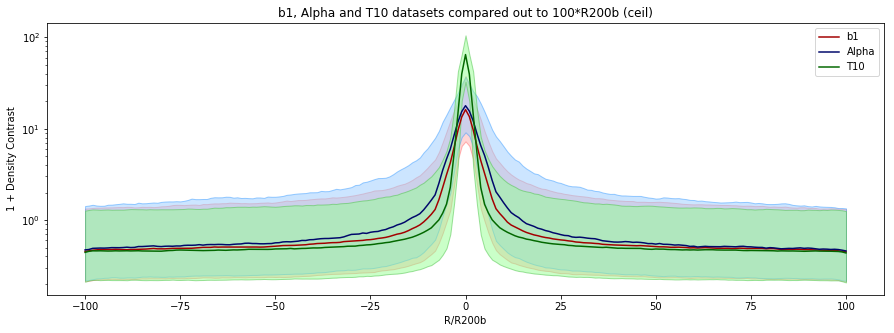 b1, Alpha and T10 datasets compared out to 100*R200b (ceil)
b1
Alpha
T10
10²
10¹
10⁰
1 + Density Contrast
−100
−75
−50
−25
0
25
50
75
100
R/R200b